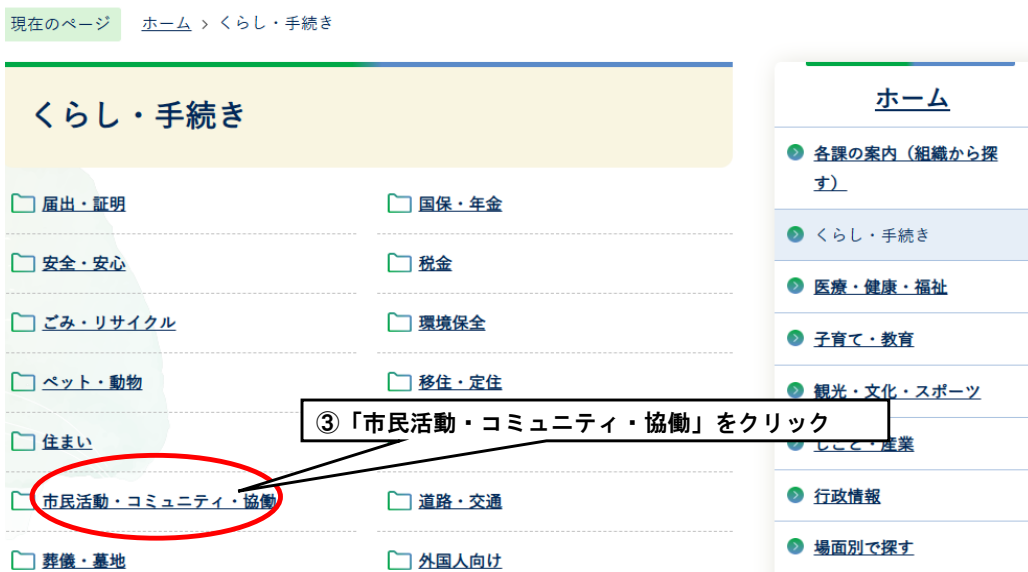 現在のページ ホーム > くらし・手続き
くらし・手続き
届出・証明
国保・年金
安全・安心
税金
ごみ・リサイクル
環境保全
ペット・動物
移住・定住
③「市民活動・コミュニティ・協働」をクリック
住まい
市民活動・コミュニティ・協働
道路・交通
葬儀・墓地
外国人向け
ホーム
各課の案内（組織から探
す）
くらし・手続き
医療・健康・福祉
子育て・教育
観光・文化・スポーツ
しごと・産業
行政情報
場面別で探す